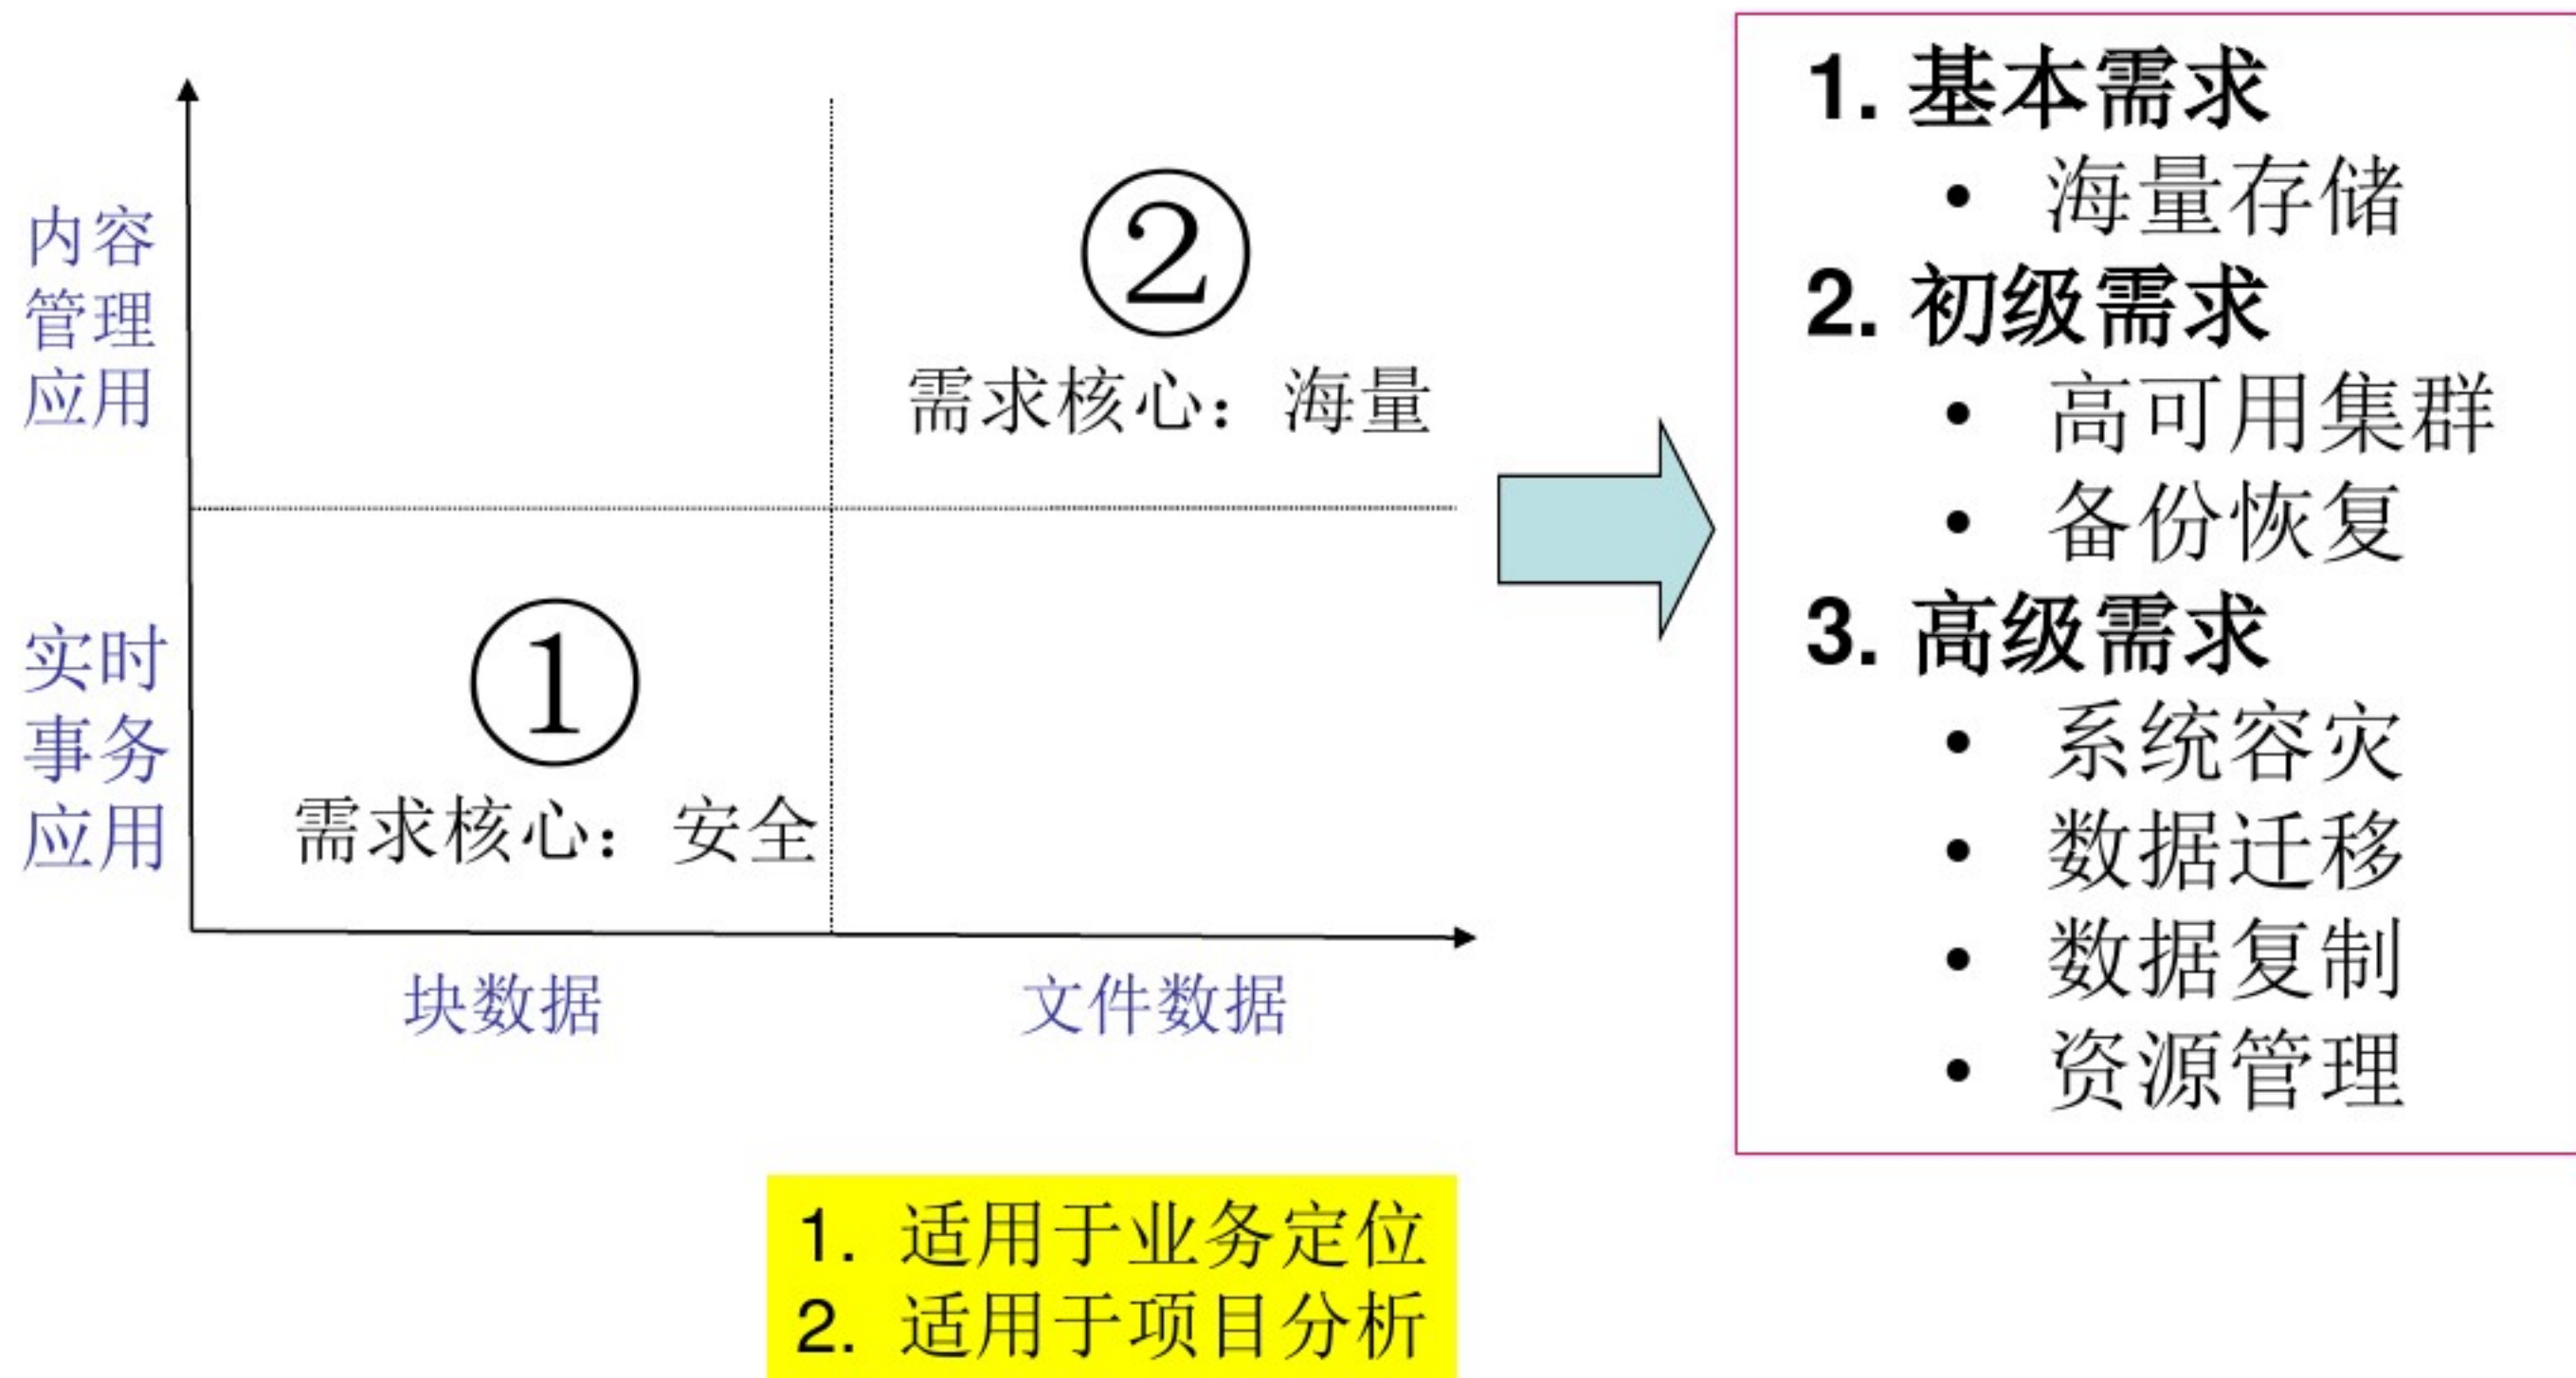 内容
管理
应用
②
需求核心：海量
实时
事务
应用
①
需求核心：安全
块数据
文件数据
1. 基本需求
• 海量存储
2. 初级需求
• 高可用集群
• 备份恢复
3. 高级需求
• 系统容灾
• 数据迁移
• 数据复制
• 资源管理
1. 适用于业务定位
2. 适用于项目分析